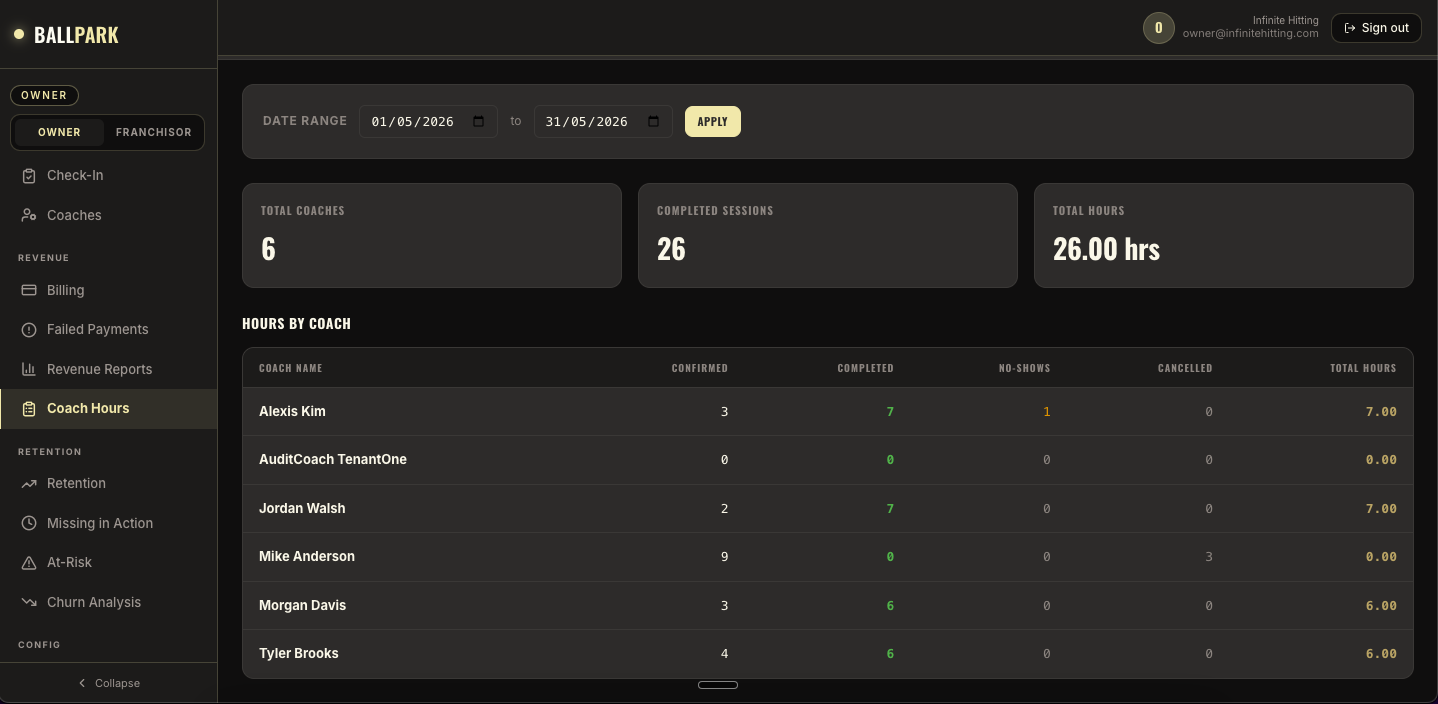 BALLPARK
0
Infinite Hitting
owner@infinitehitting.com
Sign out
OWNER
OWNER FRANCHISOR
Check-In
Coaches
REVENUE
Billing
Failed Payments
Revenue Reports
Coach Hours
RETENTION
Retention
Missing in Action
At-Risk
Churn Analysis
CONFIG
Collapse
DATE RANGE 01/05/2026 to 31/05/2026 APPLY
TOTAL COACHES
6
COMPLETED SESSIONS
26
TOTAL HOURS
26.00 hrs
HOURS BY COACH
COACH NAME CONFIRMED COMPLETED NO-SHOWS CANCELLED TOTAL HOURS
Alexis Kim 3 7 1 0 7.00
AuditCoach TenantOne 0 0 0 0 0.00
Jordan Walsh 2 7 0 0 7.00
Mike Anderson 9 0 0 3 0.00
Morgan Davis 3 6 0 0 6.00
Tyler Brooks 4 6 0 0 6.00